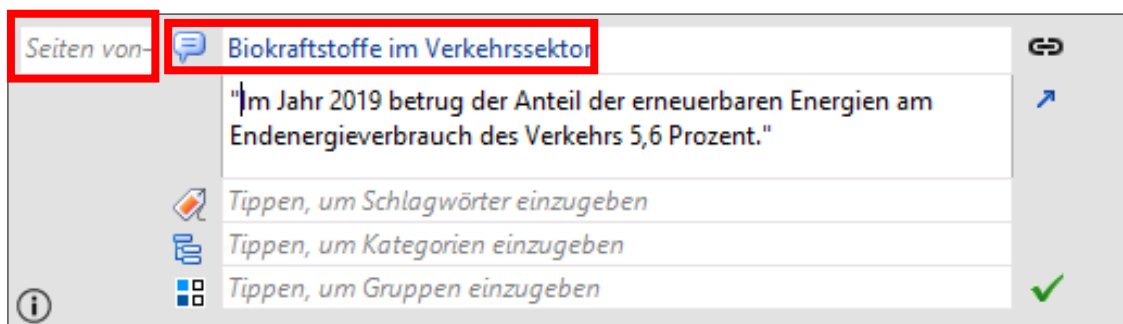 Seiten von-
Biokraftstoffe im Verkehrssektor
"Im Jahr 2019 betrug der Anteil der erneuerbaren Energien am
Endenergieverbrauch des Verkehrs 5,6 Prozent."
Tippen, um Schlagwörter einzugeben
Tippen, um Kategorien einzugeben
Tippen, um Gruppen einzugeben